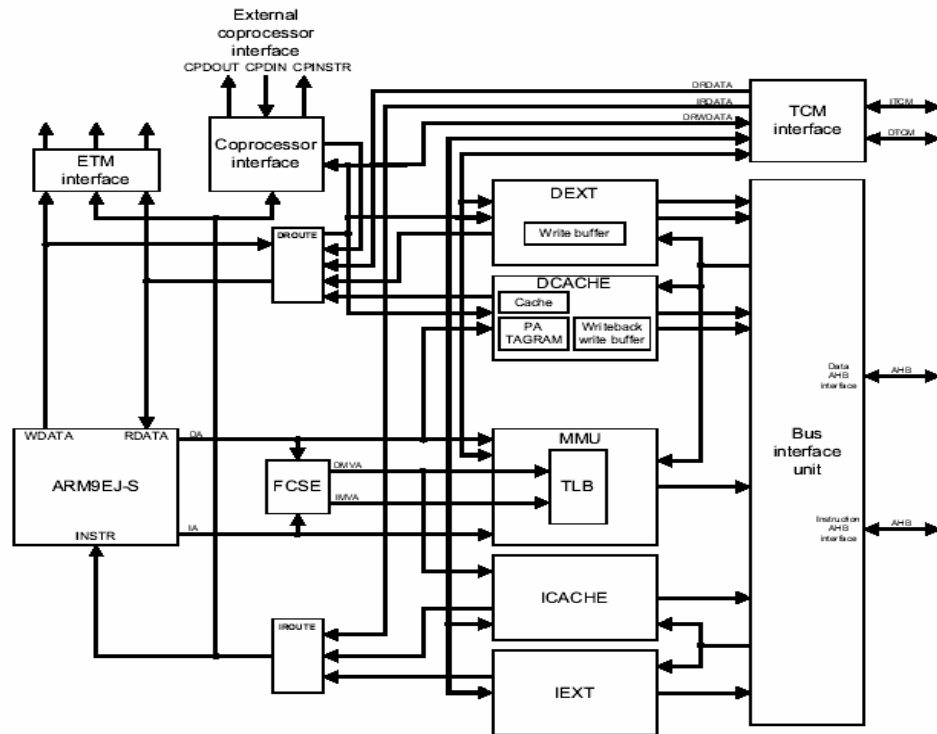 External
coprocessor
interface
CPDOUT CPDIN CPINSTR
DRDATA
IRDATA
DRWDATA
TCM
interface
ITCM
DTCM
ETM
interface
Coprocessor
interface
DROUTE
DEXT
Write buffer
DCACHE
Cache
PA
TAGRAM
Writeback
write buffer
Data
AHB
interface
AHB
WDATA RDATA
DA
ARM9EJ-S
INSTR
IA
FCSE
DMVA
IMVA
MMU
TLB
Bus
interface
unit
Instruction
AHB
interface
AHB
ICACHE
IROUTE
IEXT